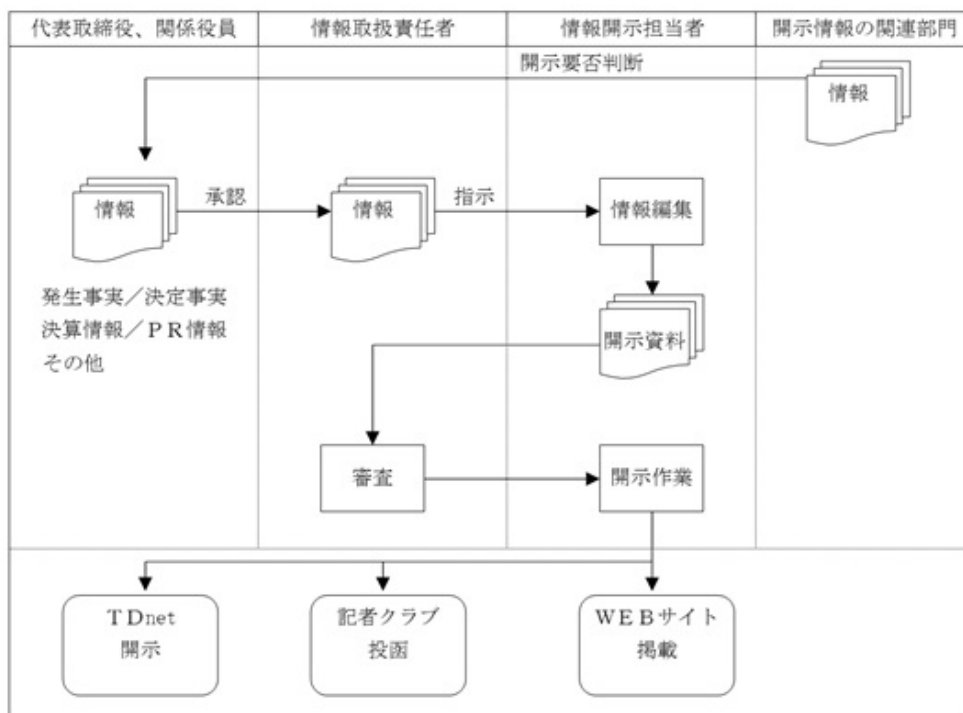 代表取締役、関係役員
情報取扱責任者
情報開示担当者
開示情報の関連部門
開示要否判断
情報
情報
承認
情報
指示
情報編集
発生事実／決定事実
決算情報／ＰＲ情報
その他
開示資料
審査
開示作業
ＴＤnet
開示
記者クラブ
投函
ＷＥＢサイト
掲載